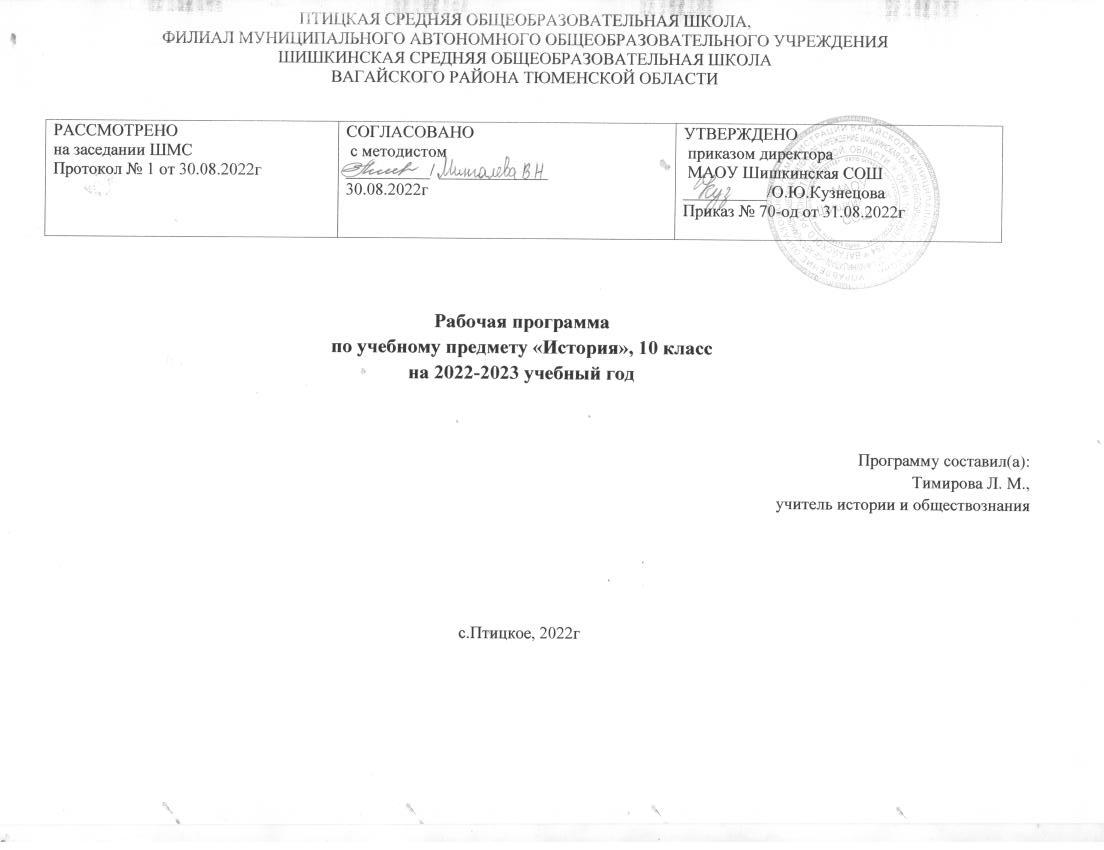 ПТИЦКАЯ СРЕДНЯЯ ОБЩЕОБРАЗОВАТЕЛЬНАЯ ШКОЛА,
ФИЛИАЛ МУНИЦИПАЛЬНОГО АВТОНОМНОГО ОБЩЕОБРАЗОВАТЕЛЬНОГО УЧРЕЖДЕНИЯ
ШИШКИНСКАЯ СРЕДНЯЯ ОБЩЕОБРАЗОВАТЕЛЬНАЯ ШКОЛА
ВАГАЙСКОГО РАЙОНА ТЮМЕНСКОЙ ОБЛАСТИ
РАССМОТРЕНО
на заседании ШМС
Протокол № 1 от 30.08.2022г
СОГЛАСОВАНО
с методистом
/ В Н
30.08.2022г
УТВЕРЖДЕНО
приказом директора
МАОУ Шишкинская СОШ
/О.Ю.Кузнецова
Приказ № 70-од от 31.08.2022г
Рабочая программа
по учебному предмету «История», 10 класс
на 2022-2023 учебный год
Программу составил(а):
Тимирова Л. М.,
учитель истории и обществознания
с.Птицкое, 2022г